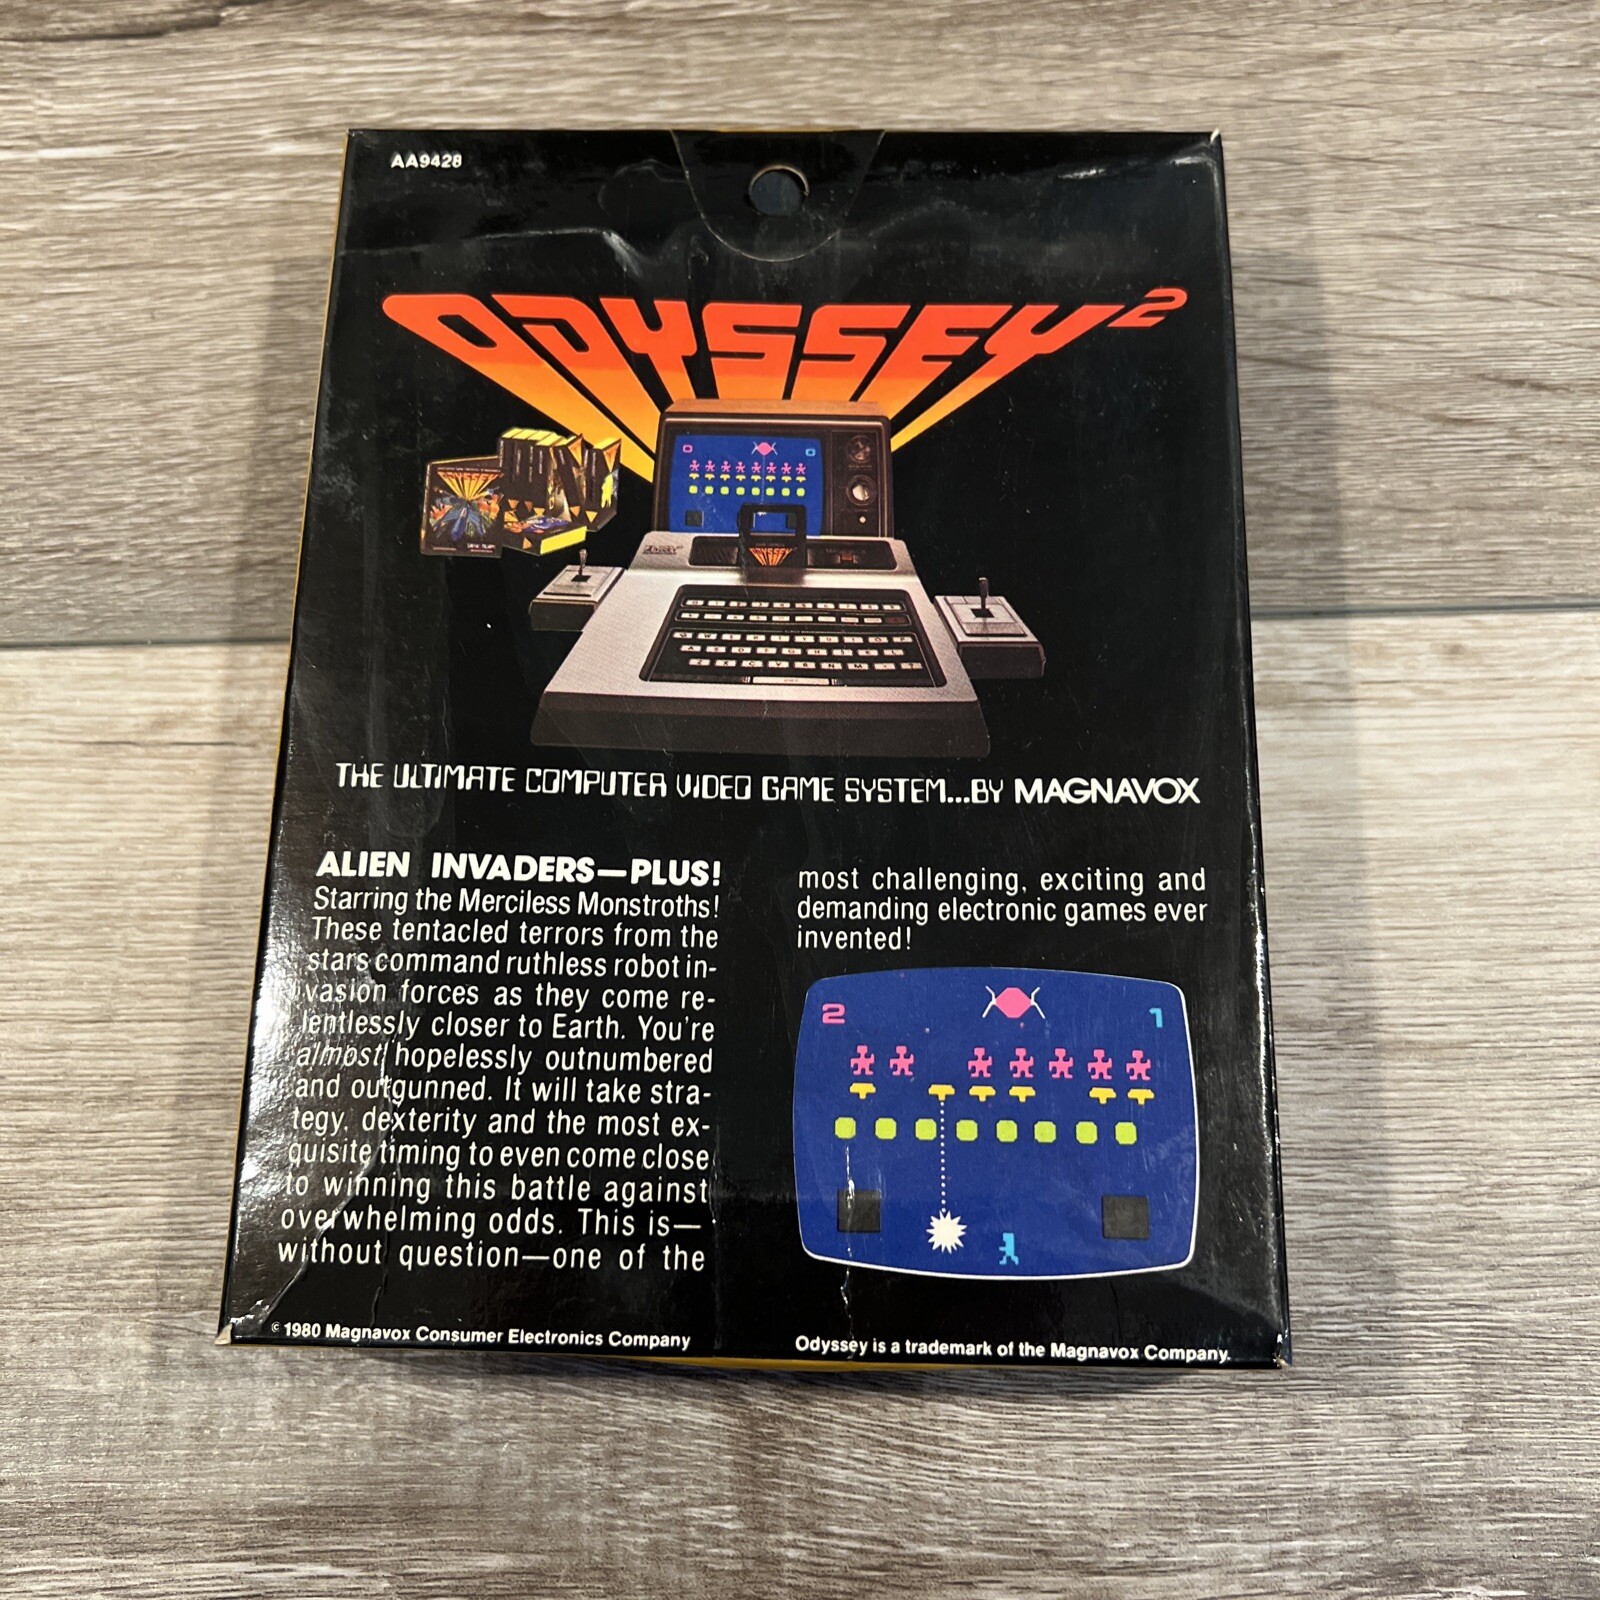 AA9428
ODYSSEY²
ODYSSEY
ODYSSEY
THE ULTIMATE COMPUTER VIDEO GAME SYSTEM...BY MAGNAVOX
ALIEN INVADERS—PLUS!
Starring the Merciless Monstroths!
These tentacled terrors from the
stars command ruthless robot in-
vasion forces as they come re-
lentlessly closer to Earth. You're
almost hopelessly outnumbered
and outgunned. It will take stra-
tegy, dexterity and the most ex-
quisite timing to even come close
to winning this battle against
overwhelming odds. This is—
without question—one of the
most challenging, exciting and
demanding electronic games ever
invented!
2 1
© 1980 Magnavox Consumer Electronics Company
Odyssey is a trademark of the Magnavox Company.